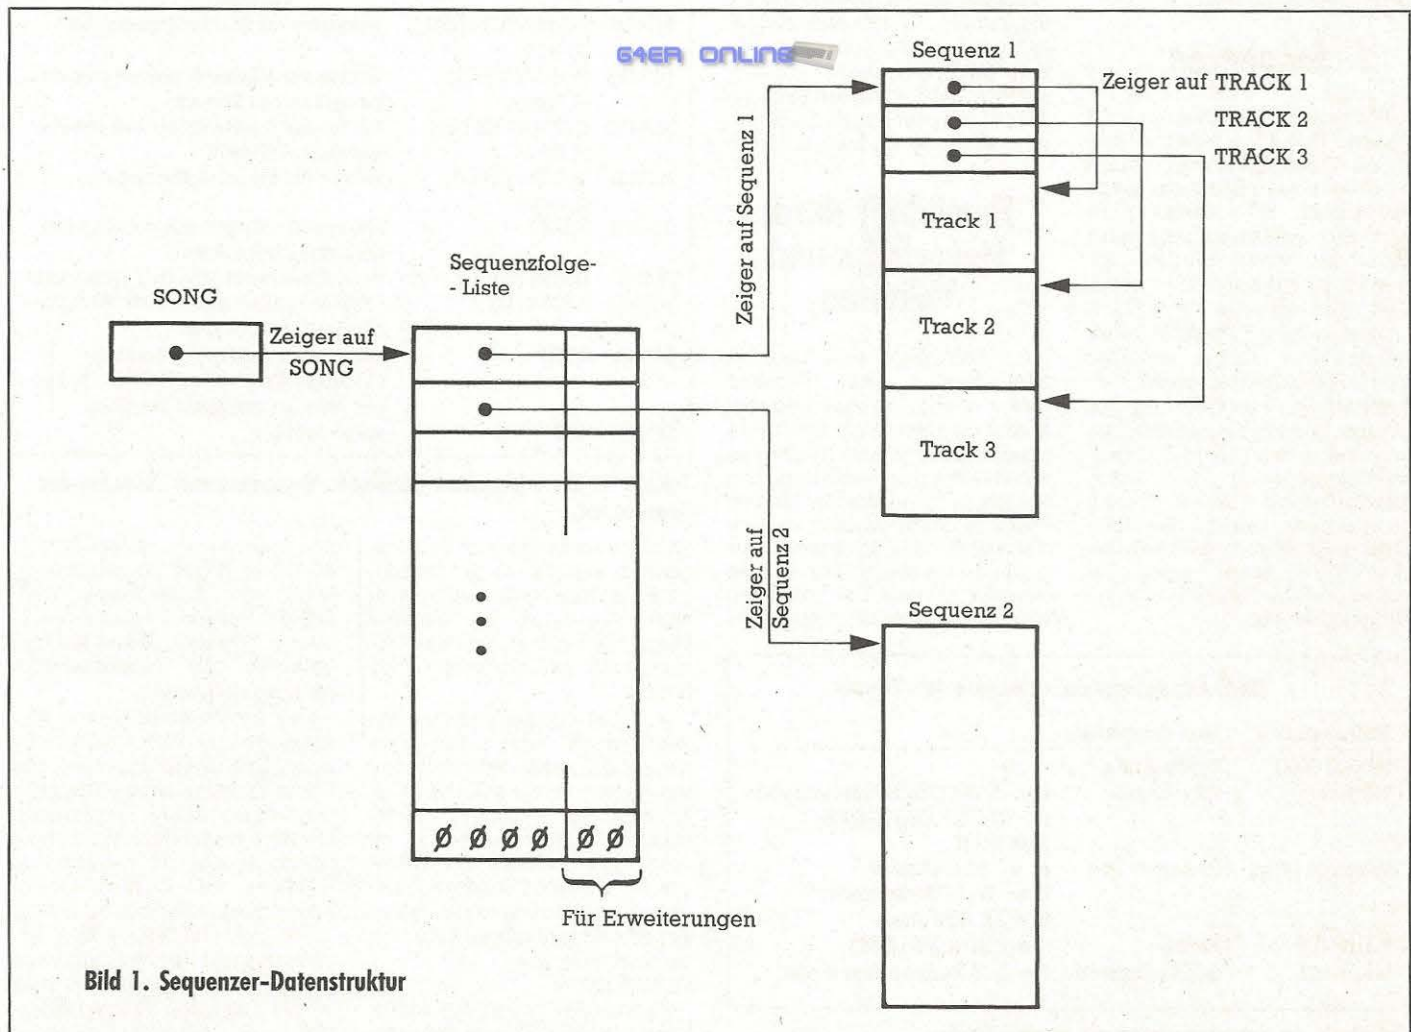 64ER ONLINE
Sequenz 1
Zeiger auf TRACK 1
TRACK 2
TRACK 3
Zeiger auf Sequenz 1
Track 1
Track 2
Track 3
Sequenzfolge-
- Liste
SONG
Zeiger auf
SONG
Zeiger auf
Sequenz 2
Sequenz 2
Ø Ø Ø Ø Ø Ø
Für Erweiterungen
Bild 1. Sequenzer-Datenstruktur